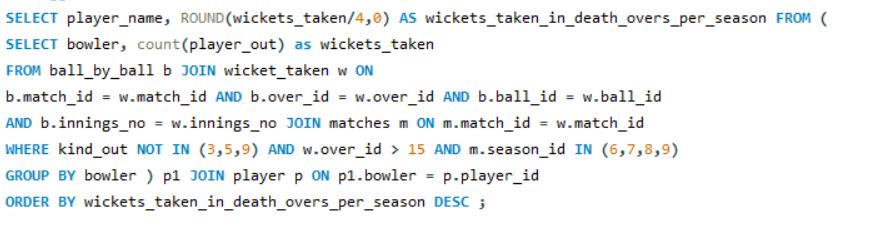 SELECT player_name, ROUND(wickets_taken/4,0) AS wickets_taken_in_death_overs_per_season FROM (
SELECT bowler, count(player_out) as wickets_taken
FROM ball_by_ball b JOIN wicket_taken w ON
b.match_id = w.match_id AND b.over_id = w.over_id AND b.ball_id = w.ball_id
AND b.innings_no = w.innings_no JOIN matches m ON m.match_id = w.match_id
WHERE kind_out NOT IN (3,5,9) AND w.over_id > 15 AND m.season_id IN (6,7,8,9)
GROUP BY bowler ) p1 JOIN player p ON p1.bowler = p.player_id
ORDER BY wickets_taken_in_death_overs_per_season DESC ;